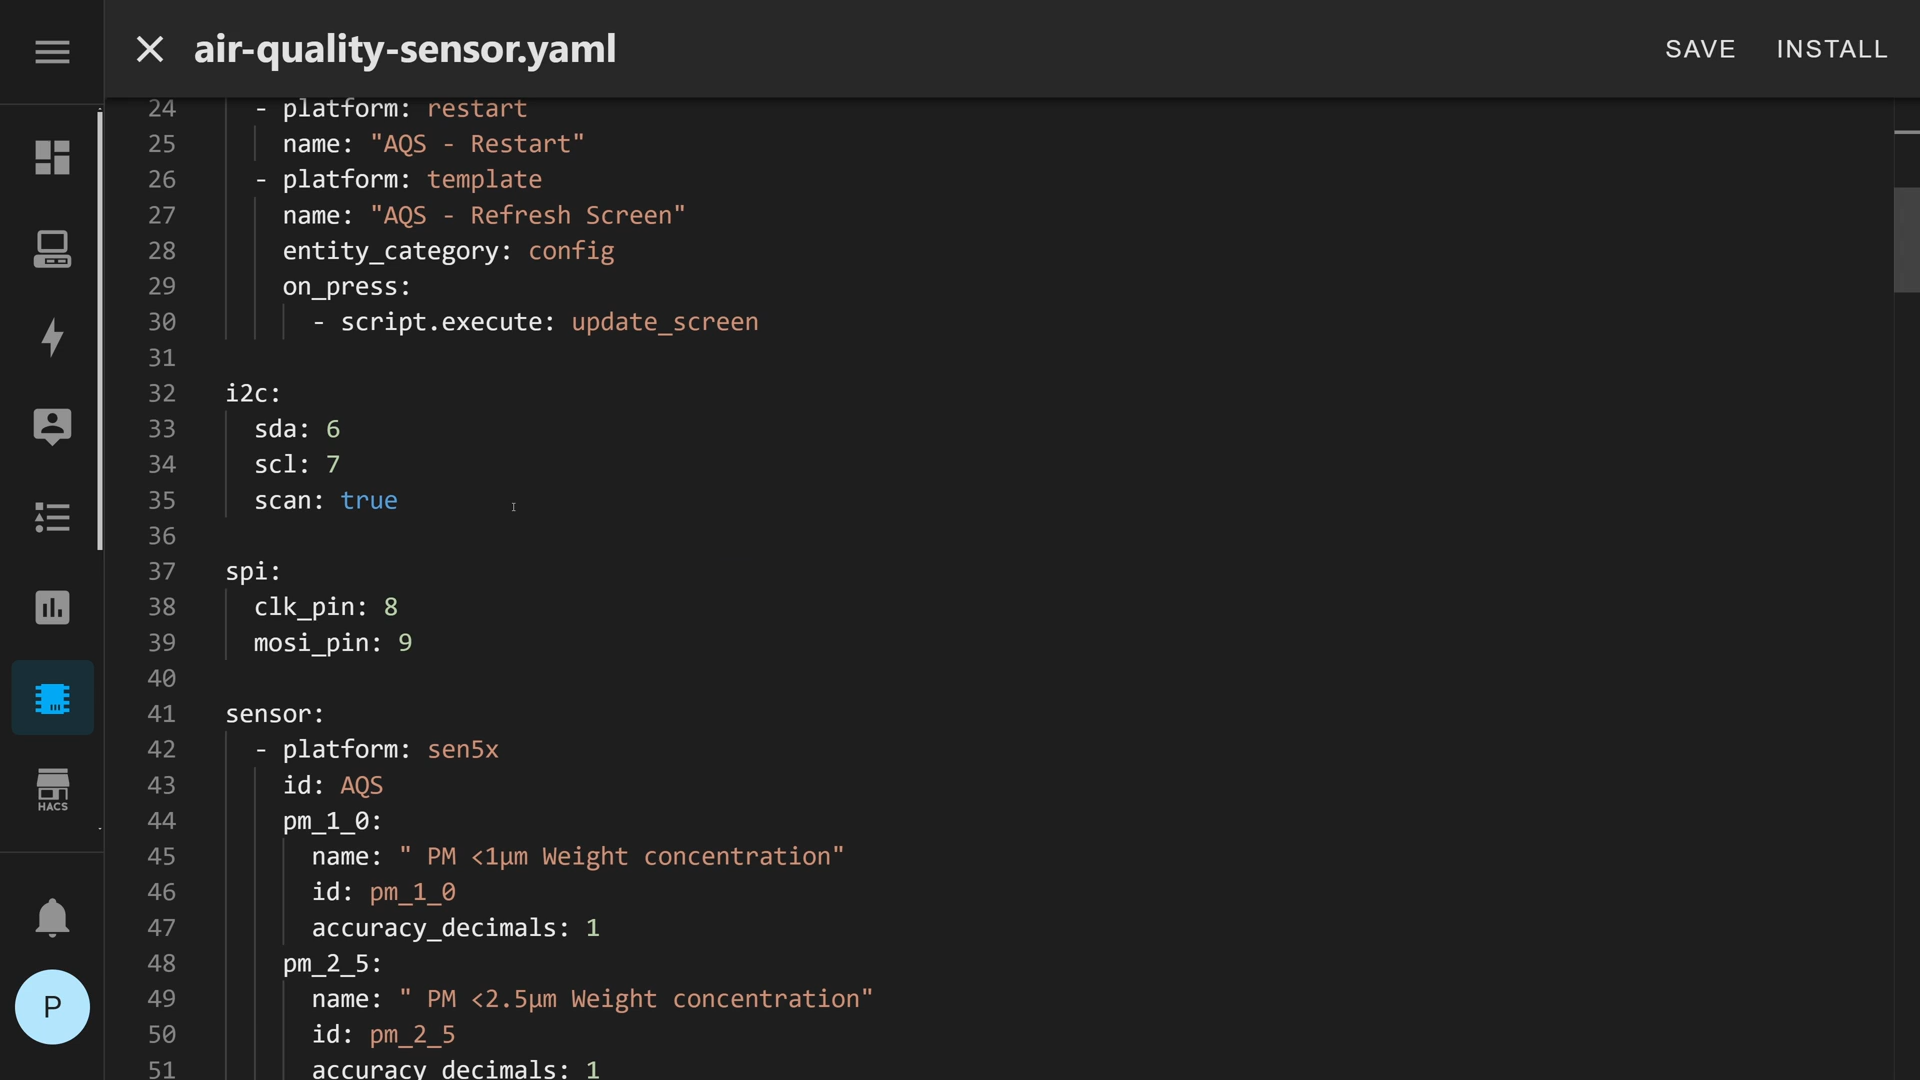 air-quality-sensor.yaml
SAVE
INSTALL
24 - platform: restart
25 name: "AQS - Restart"
26 - platform: template
27 name: "AQS - Refresh Screen"
28 entity_category: config
29 on_press:
30 - script.execute: update_screen
31
32 i2c:
33 sda: 6
34 scl: 7
35 scan: true
36
37 spi:
38 clk_pin: 8
39 mosi_pin: 9
40
41 sensor:
42 - platform: sen5x
43 id: AQS
44 pm_1_0:
45 name: " PM <1µm Weight concentration"
46 id: pm_1_0
47 accuracy_decimals: 1
48 pm_2_5:
49 name: " PM <2.5µm Weight concentration"
50 id: pm_2_5
51 accuracy_decimals: 1
HACS
P